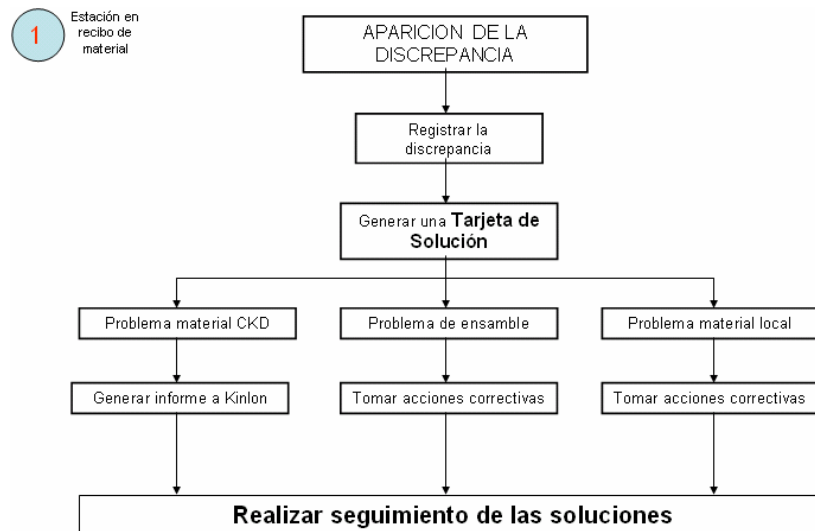 1
Estación en
recibo de
material
APARICION DE LA
DISCREPANCIA
Registrar la
discrepancia
Generar una Tarjeta de
Solución
Problema material CKD
Problema de ensamble
Problema material local
Generar informe a Kinlon
Tomar acciones correctivas
Tomar acciones correctivas
Realizar seguimiento de las soluciones